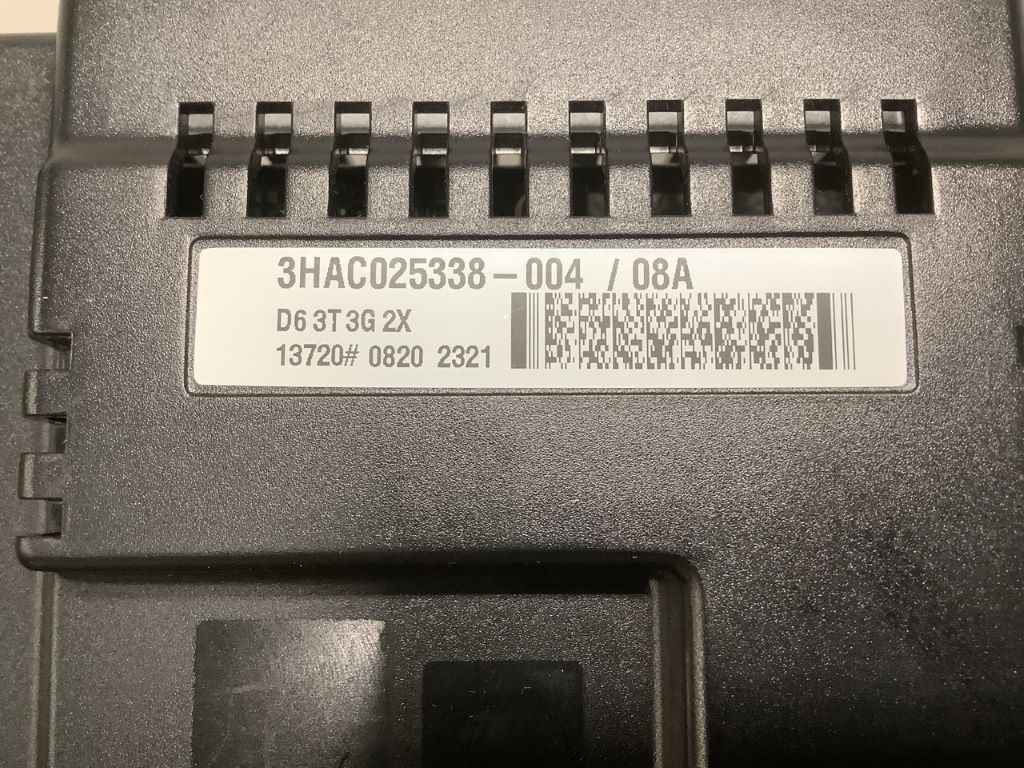 3HAC025338-004 / 08A
D6 3T 3G 2X
13720# 0820 2321